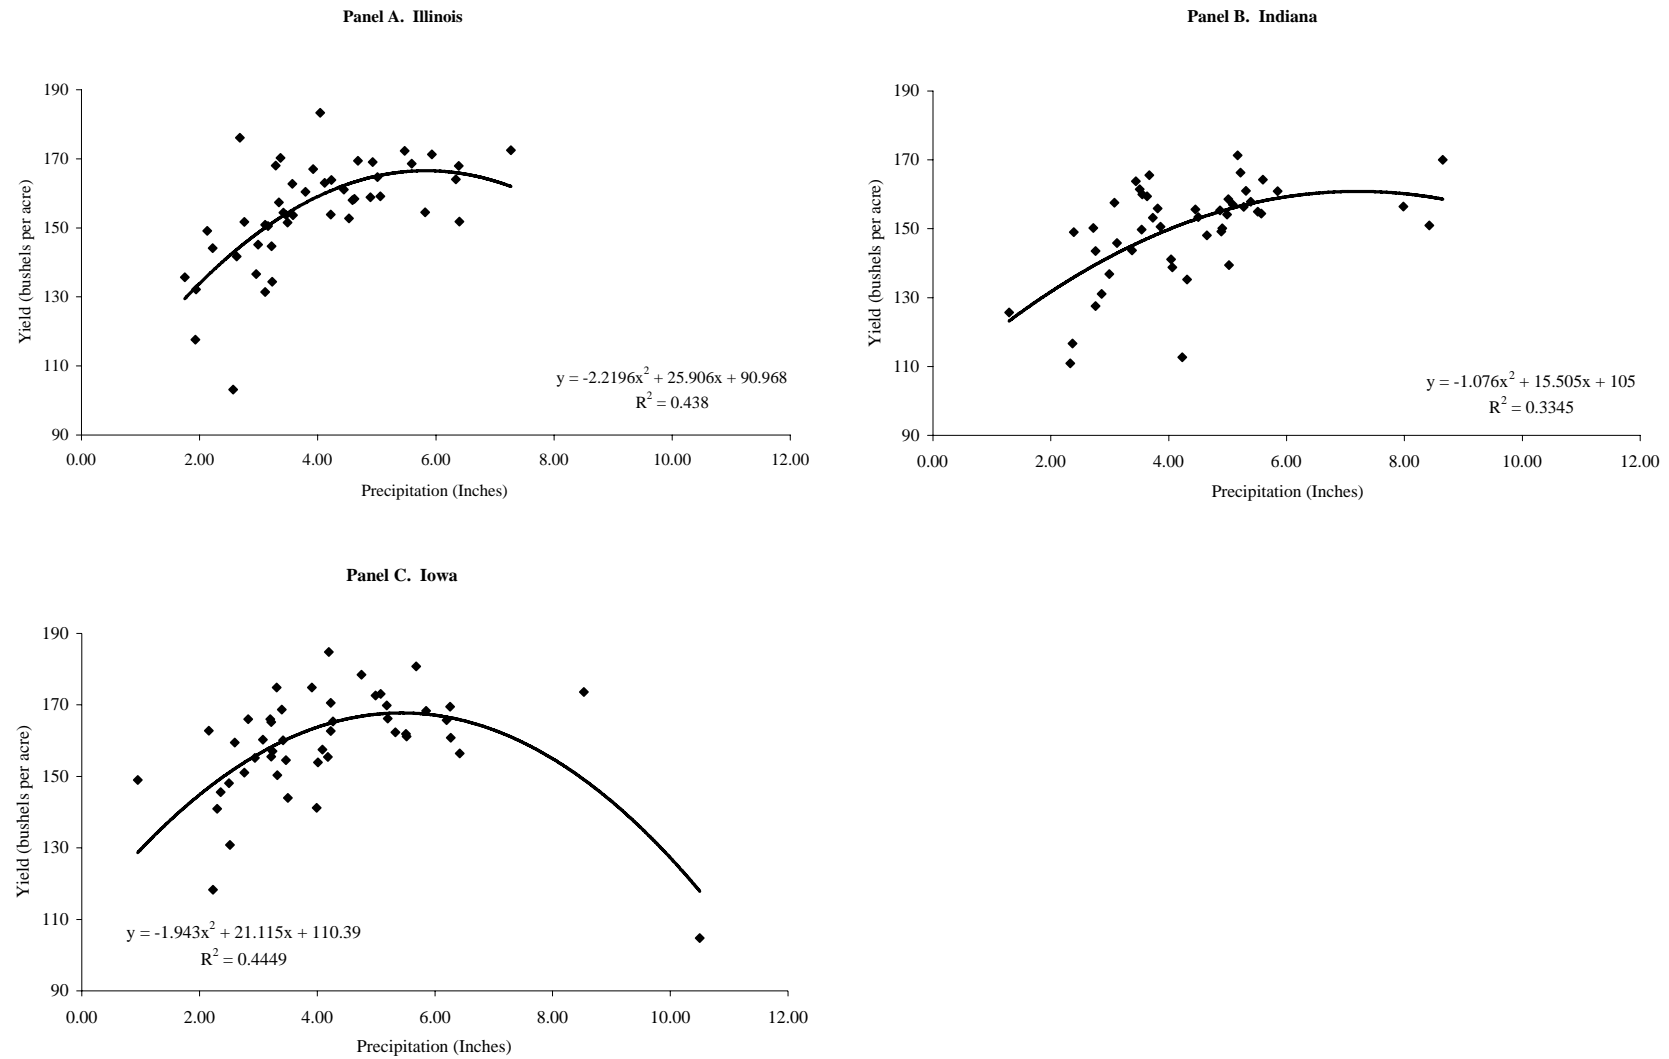 Panel A.  Illinois
190
170
150
130
110
90
Yield (bushels per acre)
y = -2.2196x² + 25.906x + 90.968
R² = 0.438
0.00 2.00 4.00 6.00 8.00 10.00 12.00
Precipitation (Inches)
Panel B.  Indiana
190
170
150
130
110
90
Yield (bushels per acre)
y = -1.076x² + 15.505x + 105
R² = 0.3345
0.00 2.00 4.00 6.00 8.00 10.00 12.00
Precipitation (Inches)
Panel C.  Iowa
190
170
150
130
110
90
Yield (bushels per acre)
y = -1.943x² + 21.115x + 110.39
R² = 0.4449
0.00 2.00 4.00 6.00 8.00 10.00 12.00
Precipitation (Inches)